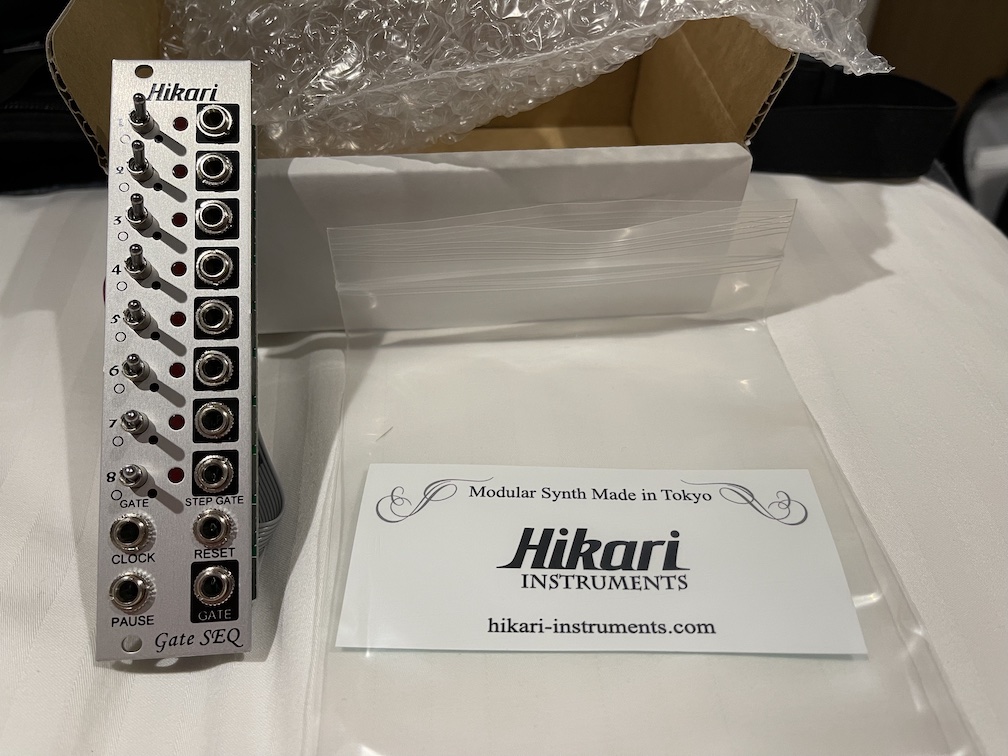 Hikari
1
2
3
4
5
6
7
8
GATE
STEP GATE
CLOCK
RESET
PAUSE
GATE
Gate SEQ
Modular Synth Made in Tokyo
Hikari
INSTRUMENTS
hikari-instruments.com